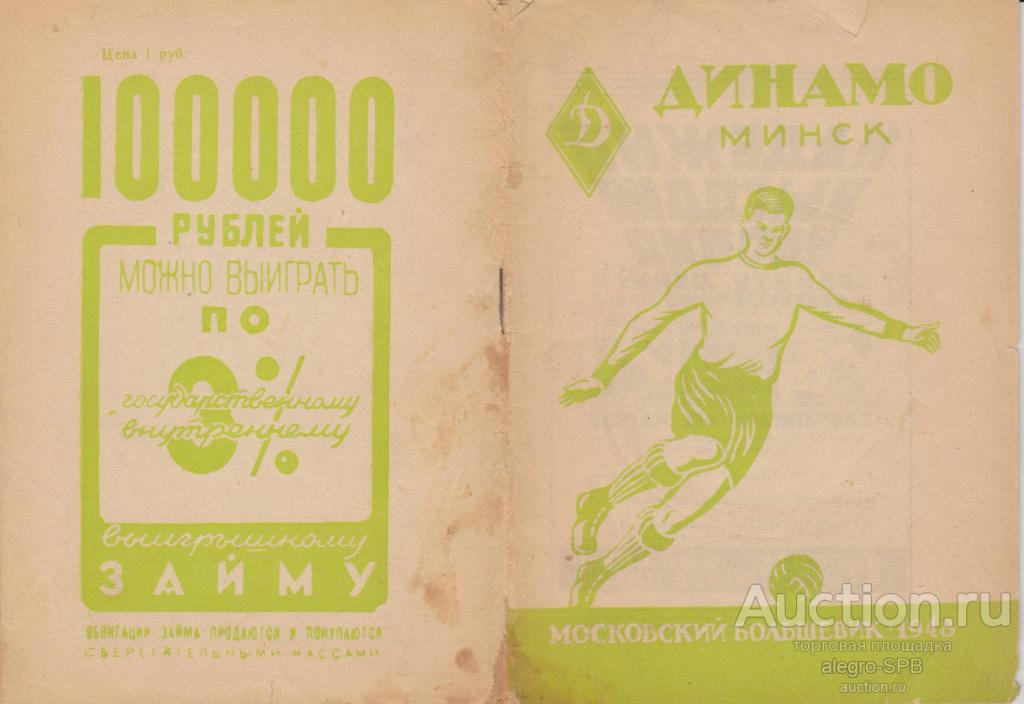 Цена 1 руб.
100000
РУБЛЕЙ
МОЖНО ВЫИГРАТЬ
ПО
3%
государственному
внутреннему
выигрышному
ЗАЙМУ
ОБЛИГАЦИИ ЗАЙМА ПРОДАЮТСЯ И ПОКУПАЮТСЯ
СБЕРЕГАТЕЛЬНЫМИ КАССАМИ
Д
ДИНАМО
МИНСК
МОСКОВСКИЙ БОЛЬШЕВИК-1948
Auction.ru
торговая площадка
alegro-SPB
auction.ru